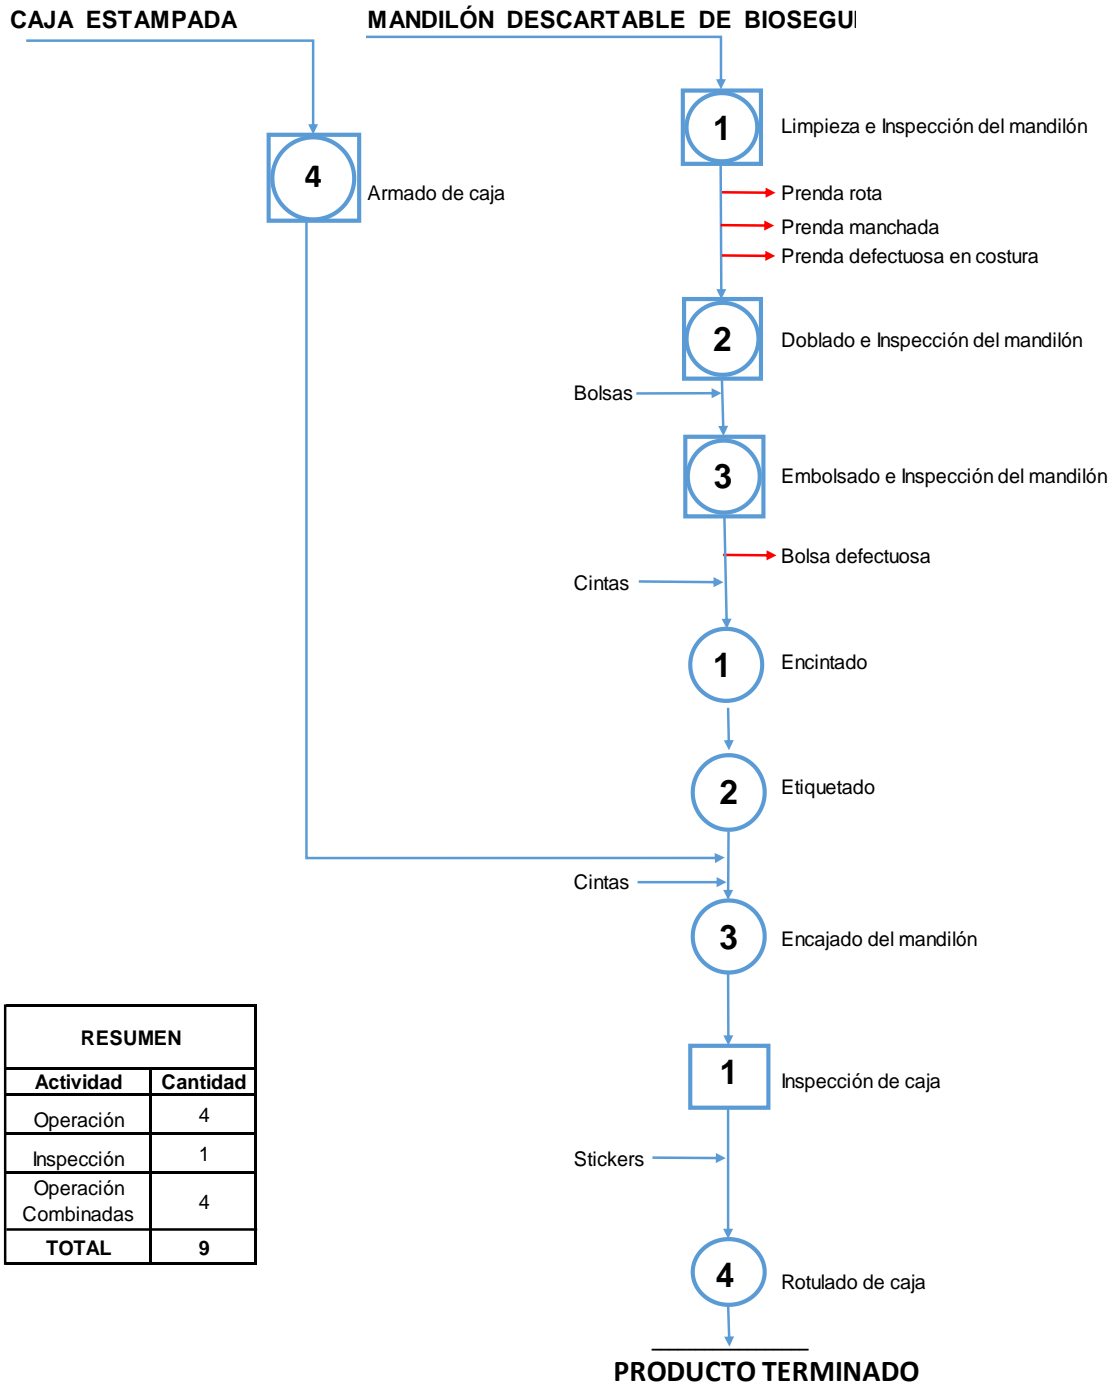 CAJA ESTAMPADA
MANDILÓN DESCARTABLE DE BIOSEGUI
1
Limpieza e Inspección del mandilón
4
Armado de caja
Prenda rota
Prenda manchada
Prenda defectuosa en costura
2
Doblado e Inspección del mandilón
Bolsas
3
Embolsado e Inspección del mandilón
Bolsa defectuosa
Cintas
1
Encintado
2
Etiquetado
Cintas
3
Encajado del mandilón
1
Inspección de caja
Stickers
4
Rotulado de caja
PRODUCTO TERMINADO
RESUMEN
Actividad Cantidad
Operación 4
Inspección 1
Operación
Combinadas 4
TOTAL 9